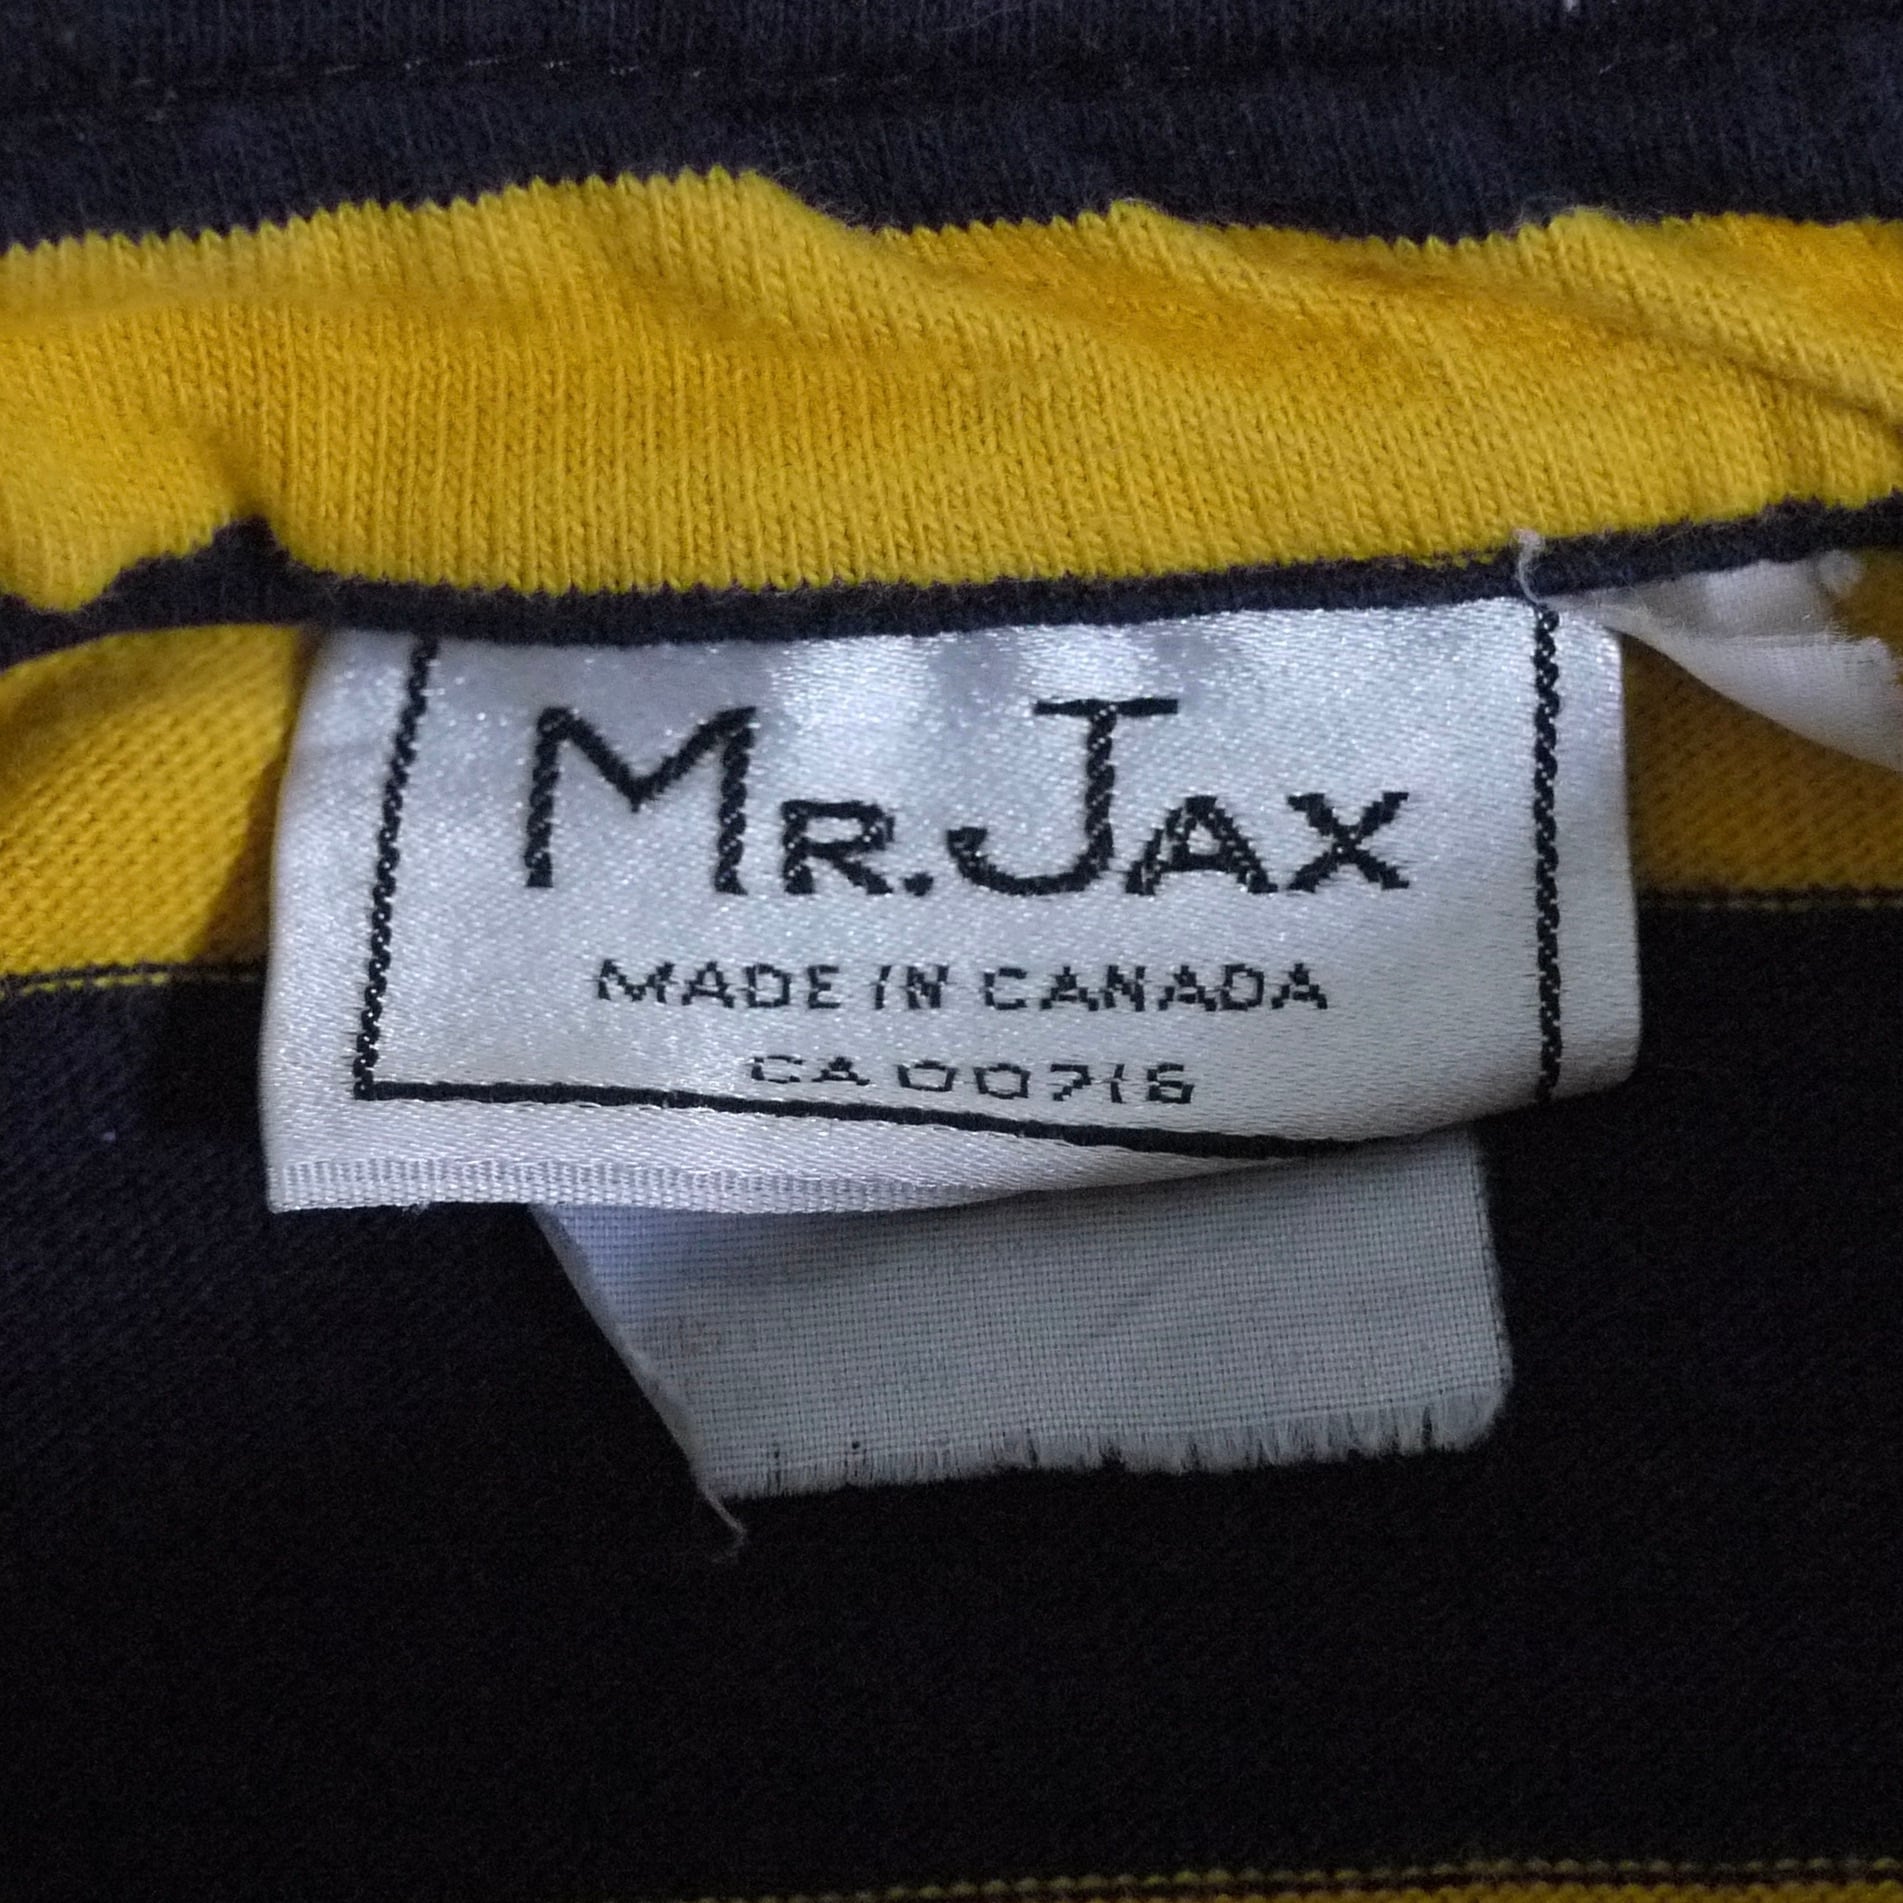 MR. JAX
MADE IN CANADA
CA 00716